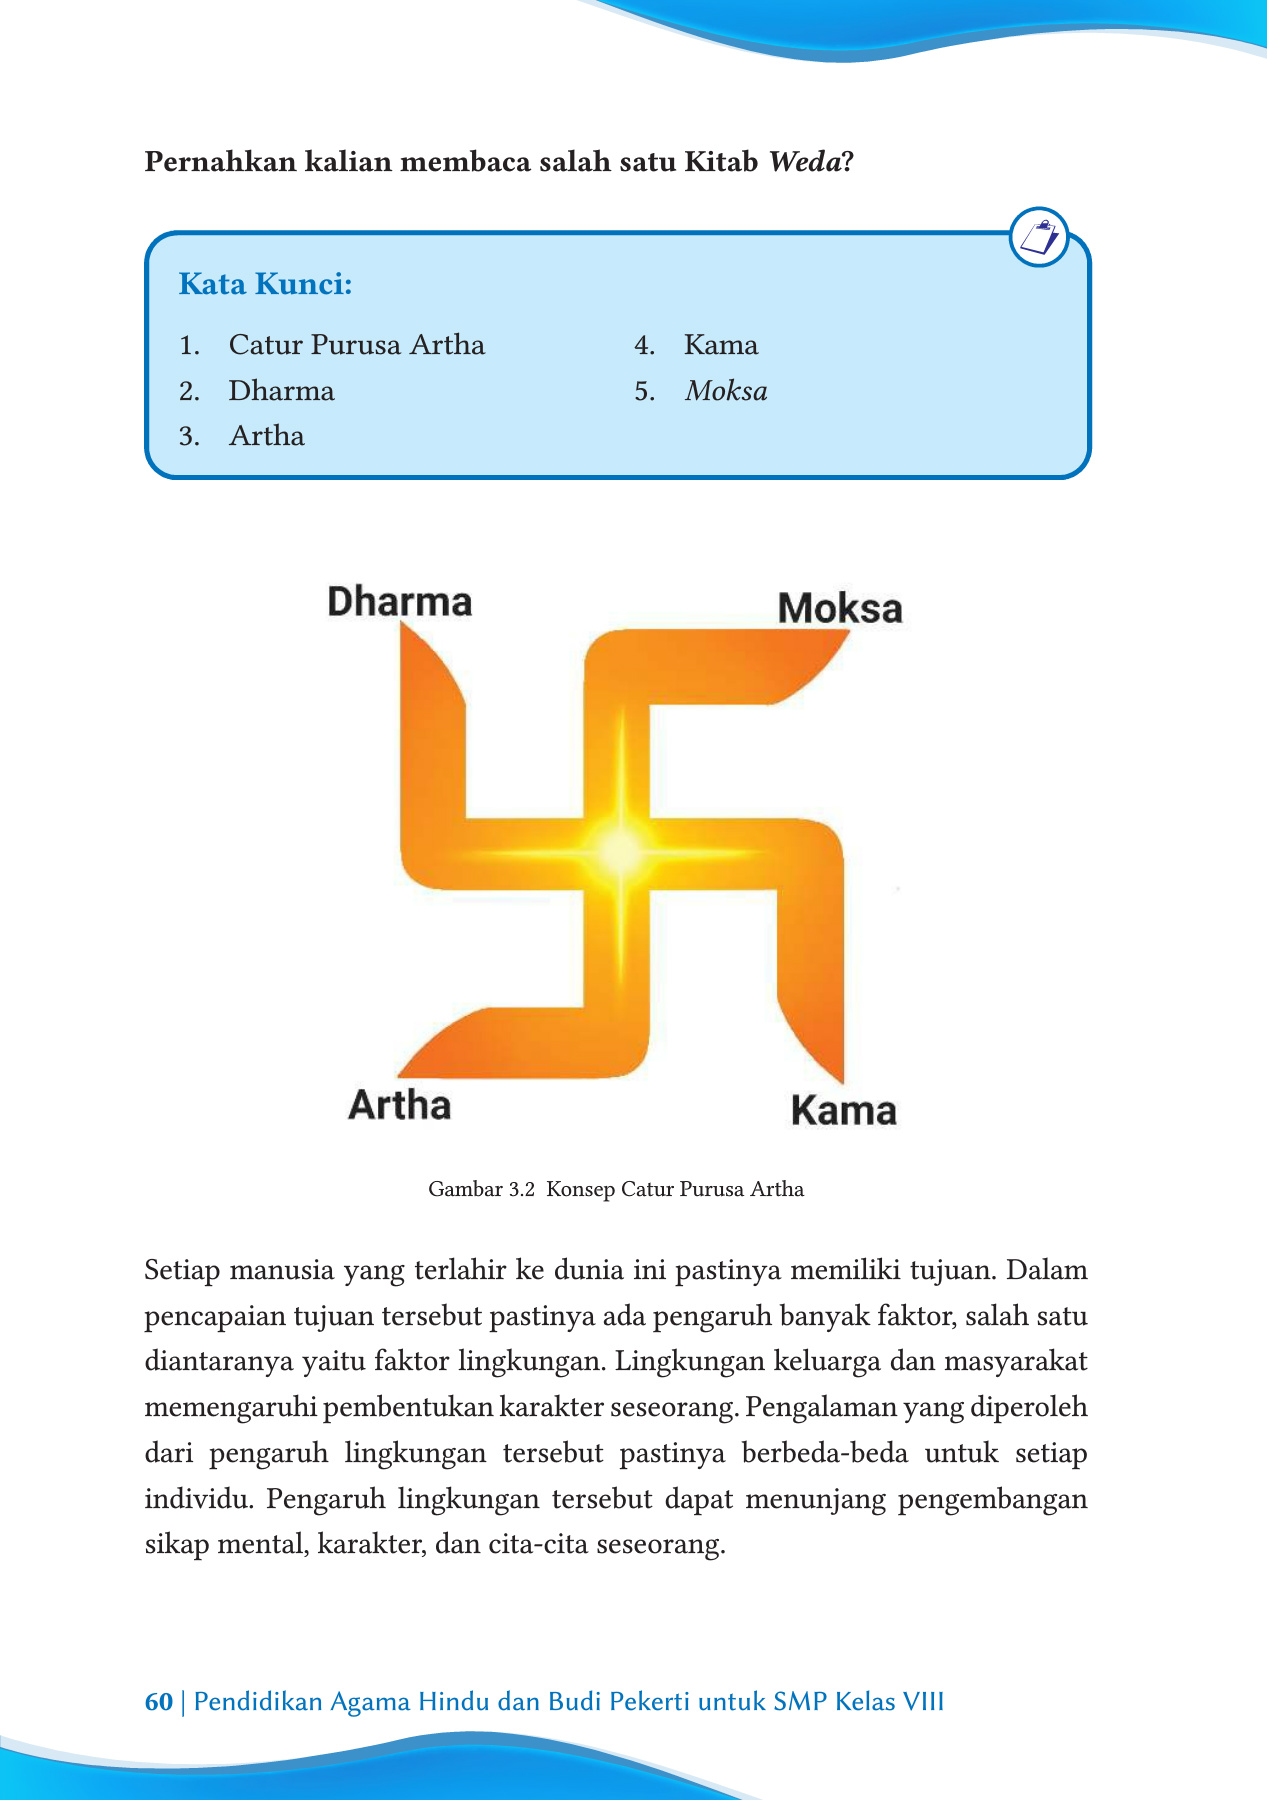 Pernahkan kalian membaca salah satu Kitab Weda?
Kata Kunci:
1. Catur Purusa Artha
2. Dharma
3. Artha
4. Kama
5. Moksa
Dharma
Moksa
Artha
Kama
Gambar 3.2 Konsep Catur Purusa Artha
Setiap manusia yang terlahir ke dunia ini pastinya memiliki tujuan. Dalam
pencapaian tujuan tersebut pastinya ada pengaruh banyak faktor, salah satu
diantaranya yaitu faktor lingkungan. Lingkungan keluarga dan masyarakat
memengaruhi pembentukan karakter seseorang. Pengalaman yang diperoleh
dari pengaruh lingkungan tersebut pastinya berbeda-beda untuk setiap
individu. Pengaruh lingkungan tersebut dapat menunjang pengembangan
sikap mental, karakter, dan cita-cita seseorang.
60 | Pendidikan Agama Hindu dan Budi Pekerti untuk SMP Kelas VIII